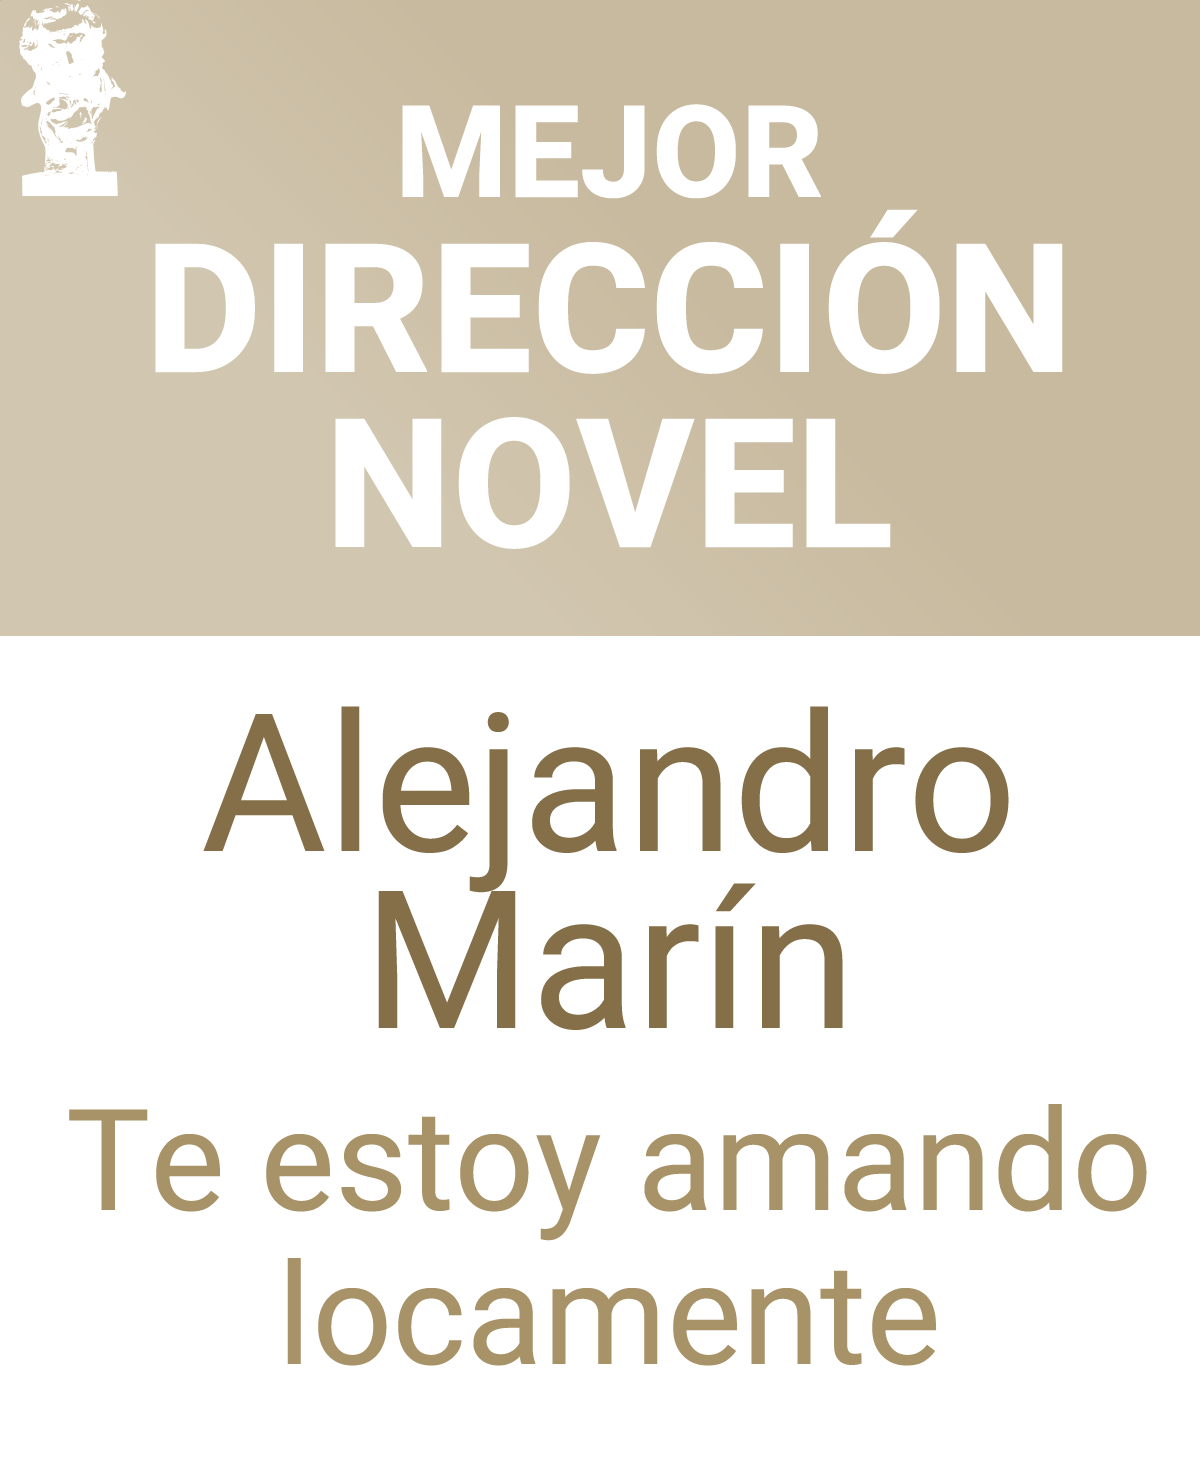 MEJOR
DIRECCIÓN
NOVEL
Alejandro
Marín
Te estoy amando
locamente